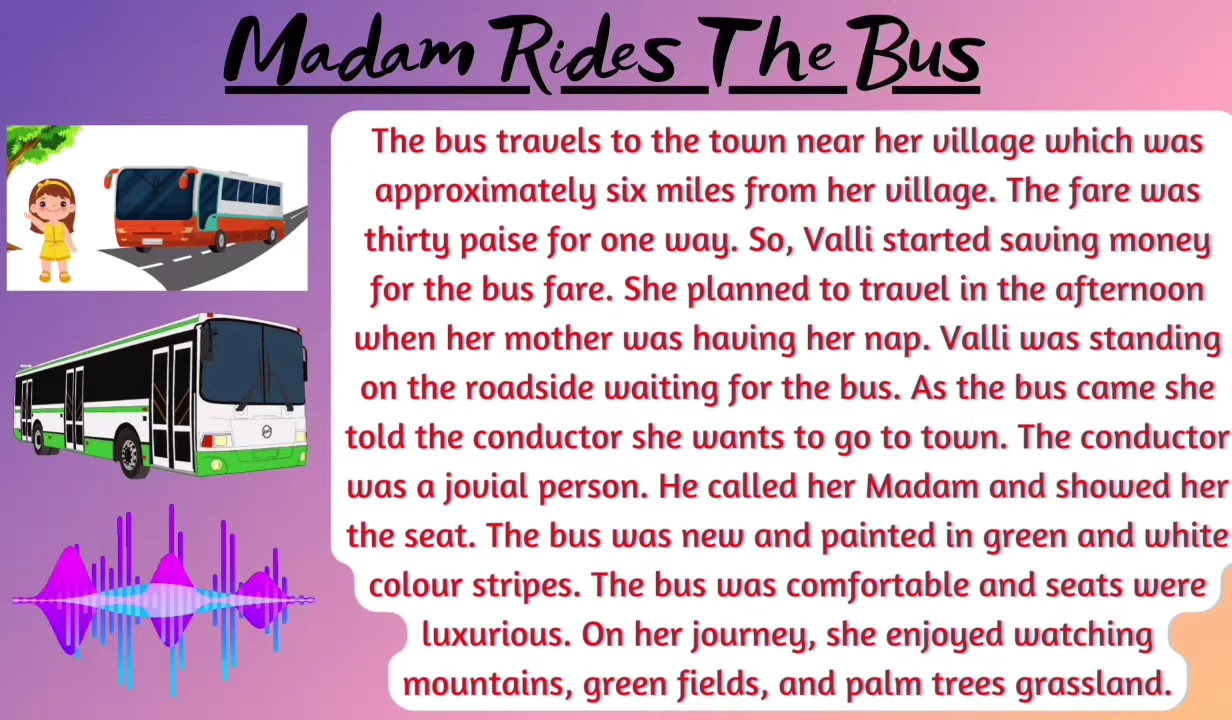 Madam Rides The Bus
The bus travels to the town near her village which was
approximately six miles from her village. The fare was
thirty paise for one way. So, Valli started saving money
for the bus fare. She planned to travel in the afternoon
when her mother was having her nap. Valli was standing
on the roadside waiting for the bus. As the bus came she
told the conductor she wants to go to town. The conductor
was a jovial person. He called her Madam and showed her
the seat. The bus was new and painted in green and white
colour stripes. The bus was comfortable and seats were
luxurious. On her journey, she enjoyed watching
mountains, green fields, and palm trees grassland.